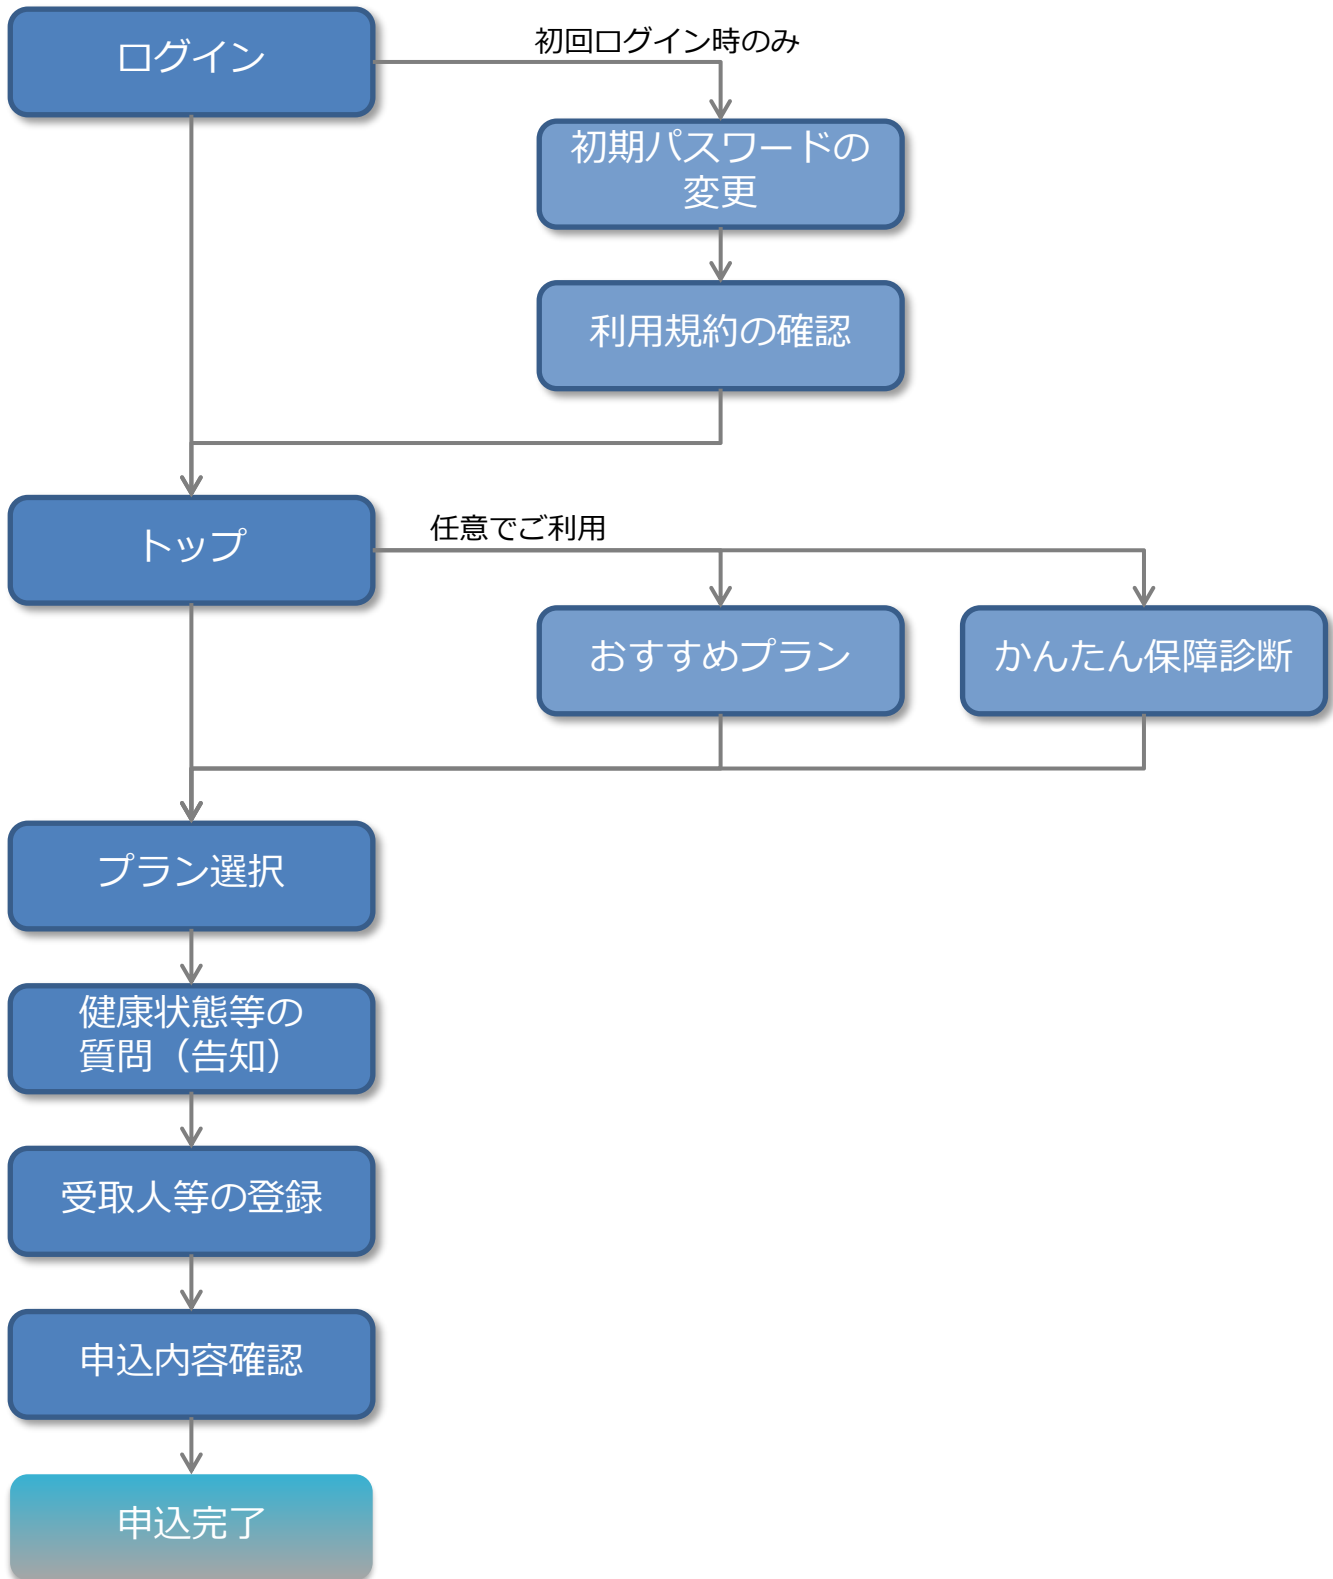 ログイン
初回ログイン時のみ
初期パスワードの
変更
利用規約の確認
トップ
任意でご利用
おすすめプラン
かんたん保障診断
プラン選択
健康状態等の
質問（告知）
受取人等の登録
申込内容確認
申込完了